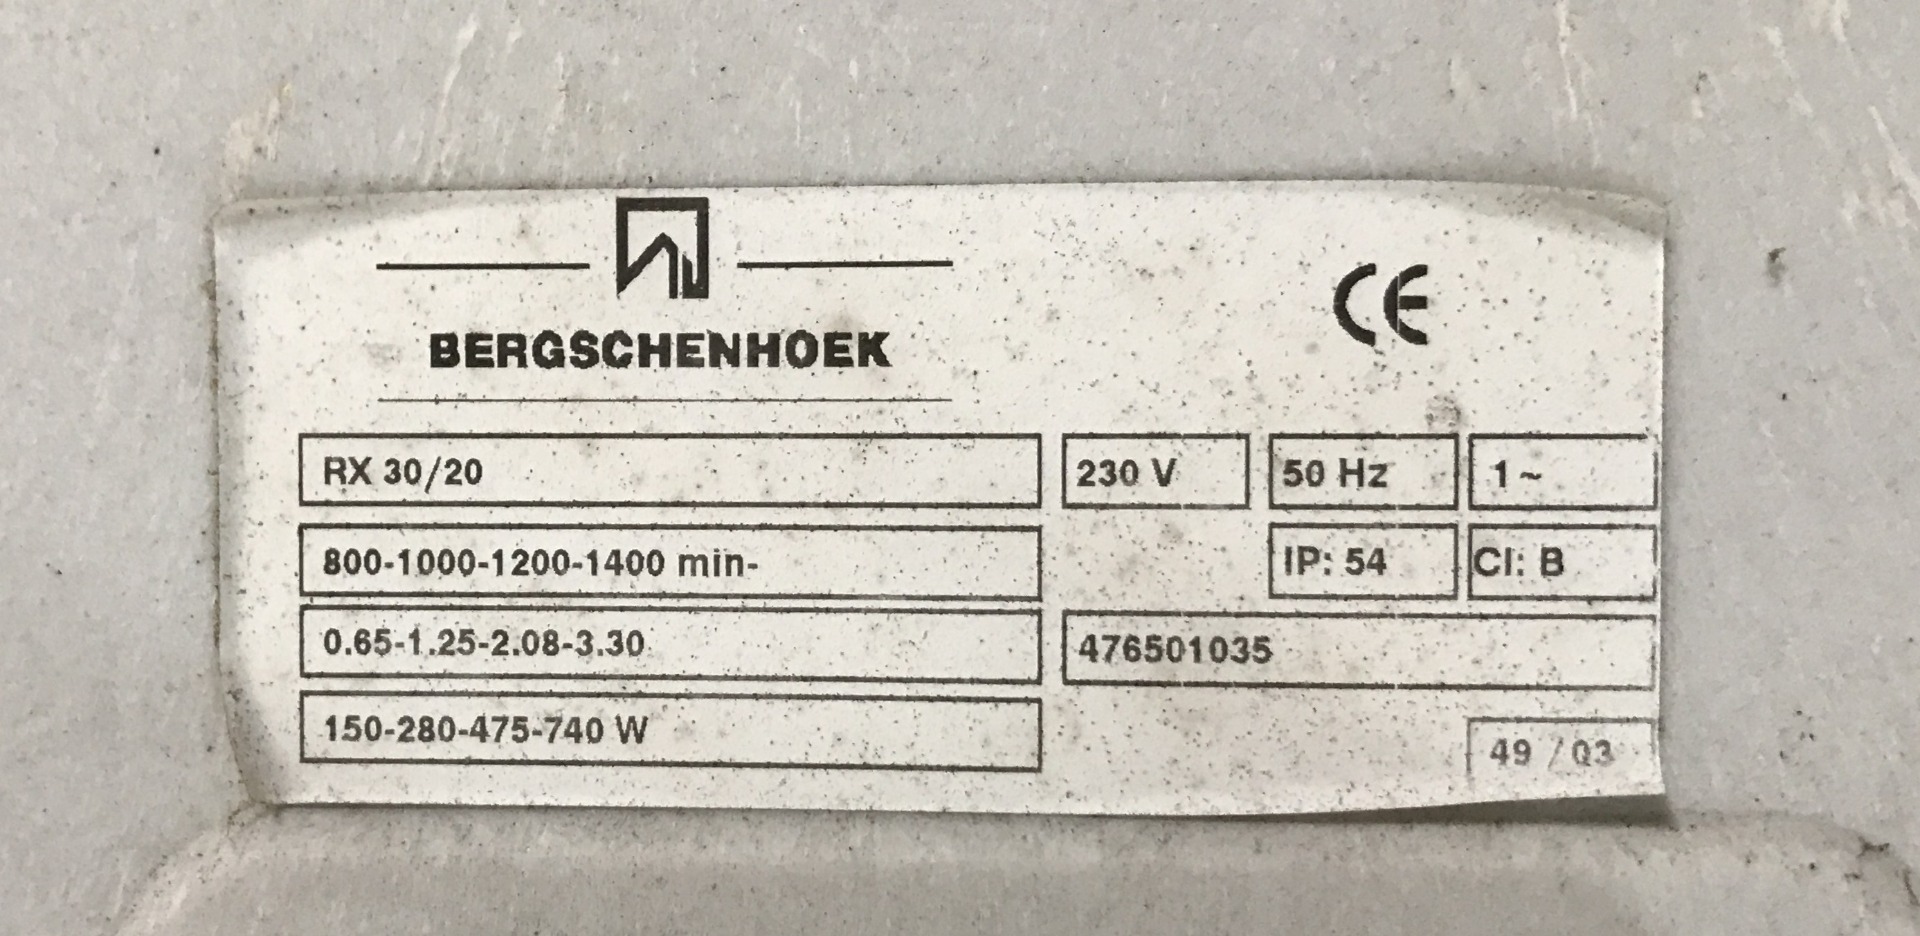 BERGSCHENHOEK
CE
RX 30/20 230 V 50 Hz 1~
800-1000-1200-1400 min- IP: 54 Cl: B
0.65-1.25-2.08-3.30 476501035
150-280-475-740 W 49 / 03